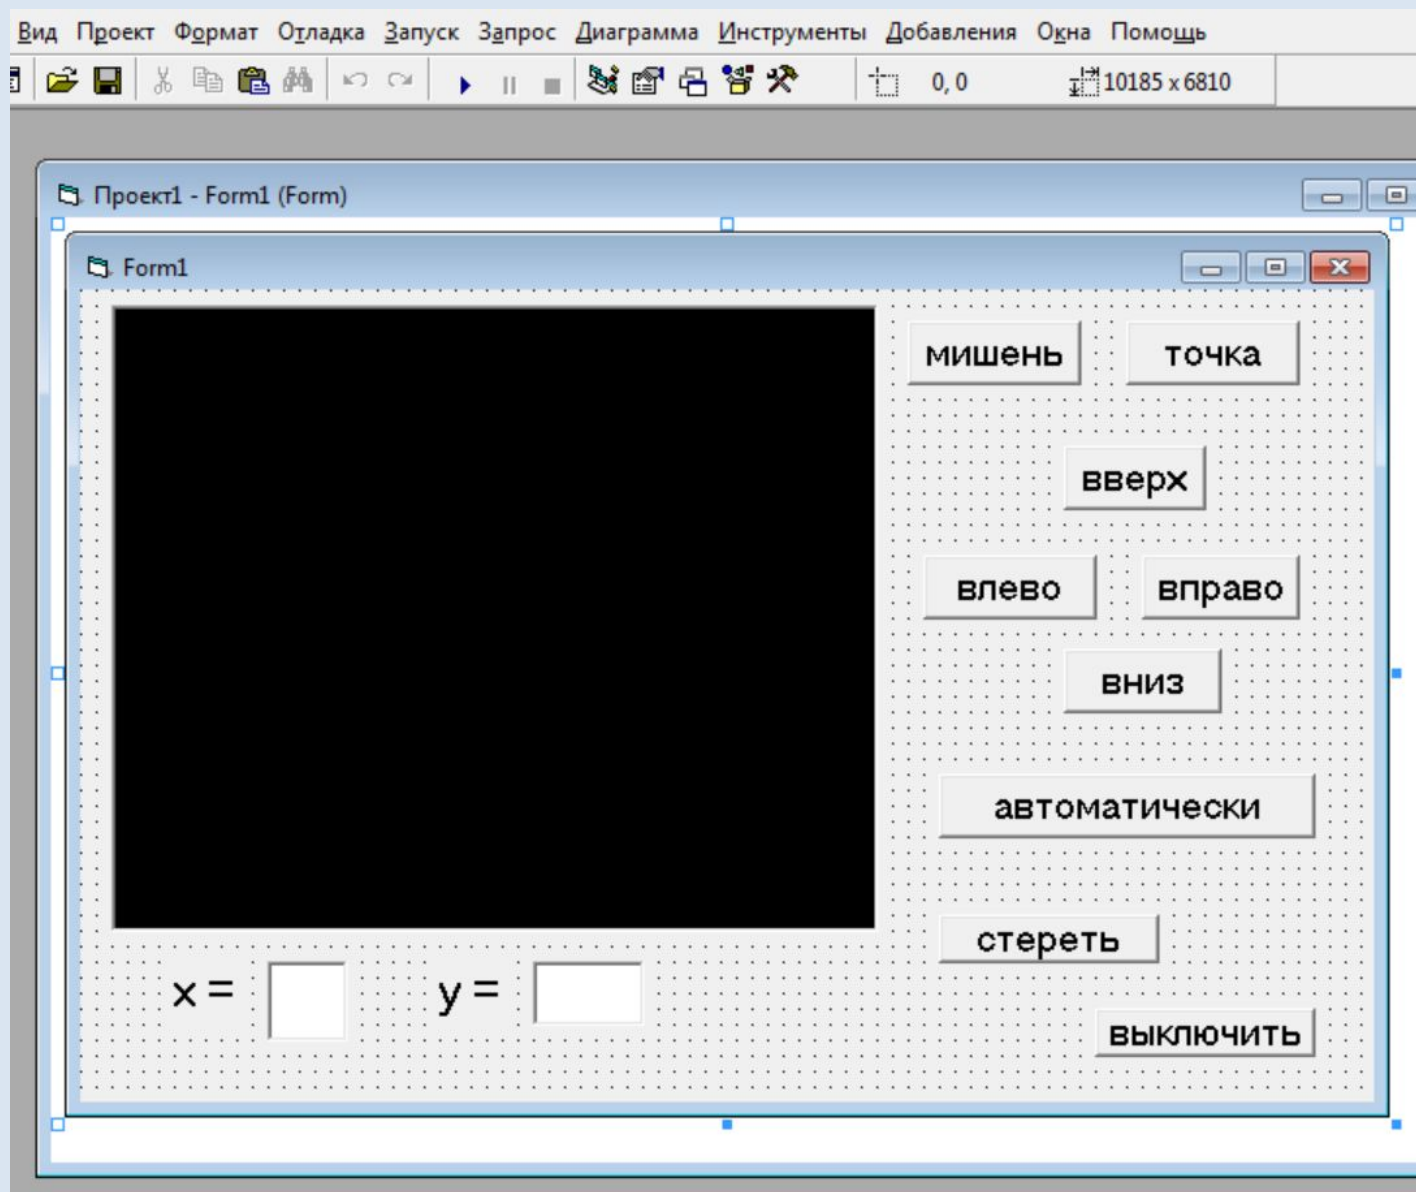 Вид Проект Формат Отладка Запуск Запрос Диаграмма Инструменты Добавления Окна Помощь
0, 0 10185 x 6810
Проект1 - Form1 (Form)
Form1
мишень точка
вверх
влево вправо
вниз
автоматически
стереть
x = y =
выключить